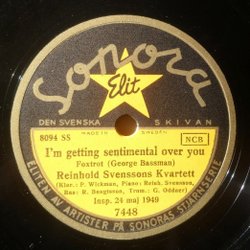 Sonora
Elit
DEN SVENSKA SKIVAN
MADE IN SWEDEN
8094 SS
NCB
I'm getting sentimental over you
Foxtrot (George Bassman)
Reinhold Svenssons Kvartett
(Klar.: P. Wickman, Piano: Reinh. Svensson,
Bas: R. Bengtsson, Trum.: G. Oddner)
Insp. 24 maj 1949
7448
ELITEN AV ARTISTER PÅ SONORAS STJÄRNSERIE